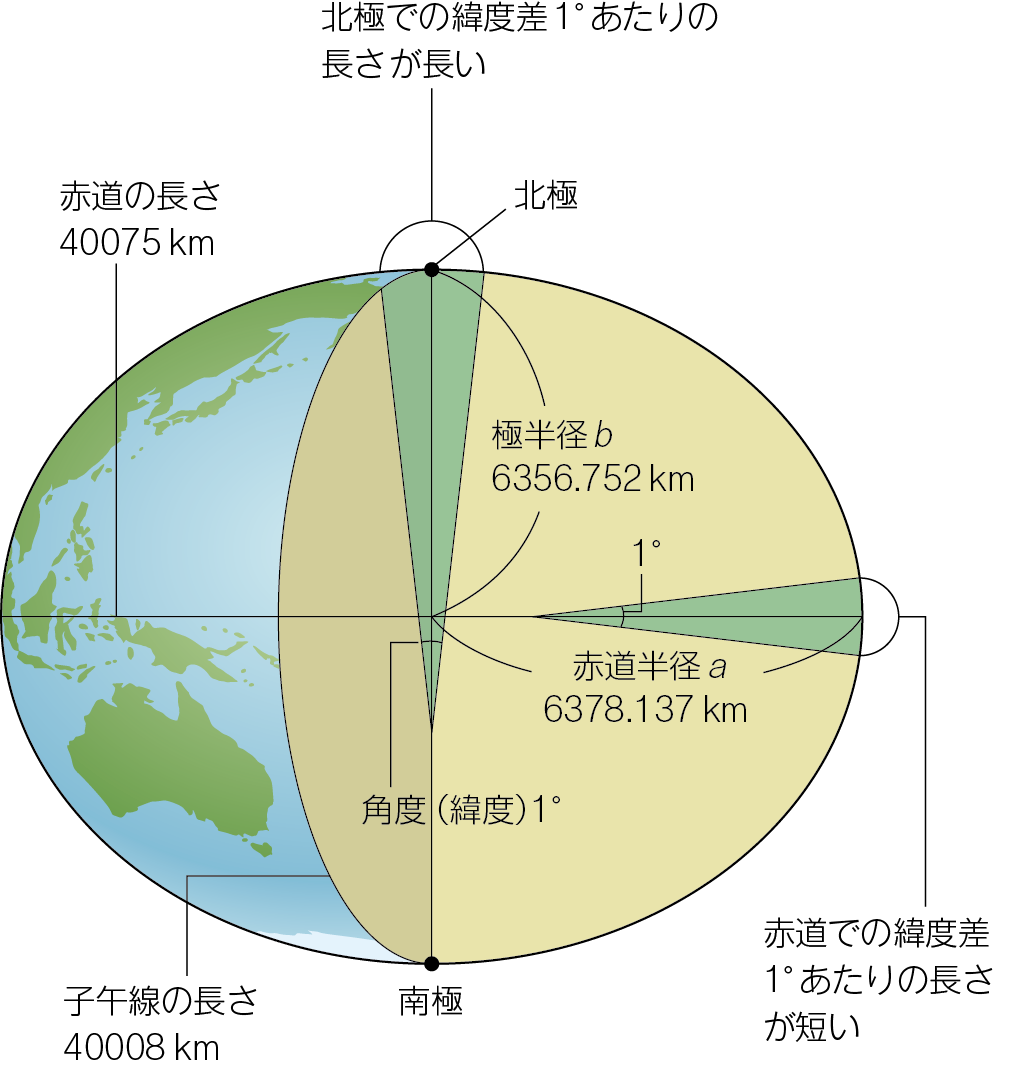 北極での緯度差1°あたりの
長さが長い
赤道の長さ
40075 km
北極
極半径b
6356.752 km
1°
赤道半径a
6378.137 km
角度(緯度)1°
赤道での緯度差
1°あたりの長さ
が短い
子午線の長さ
40008 km
南極